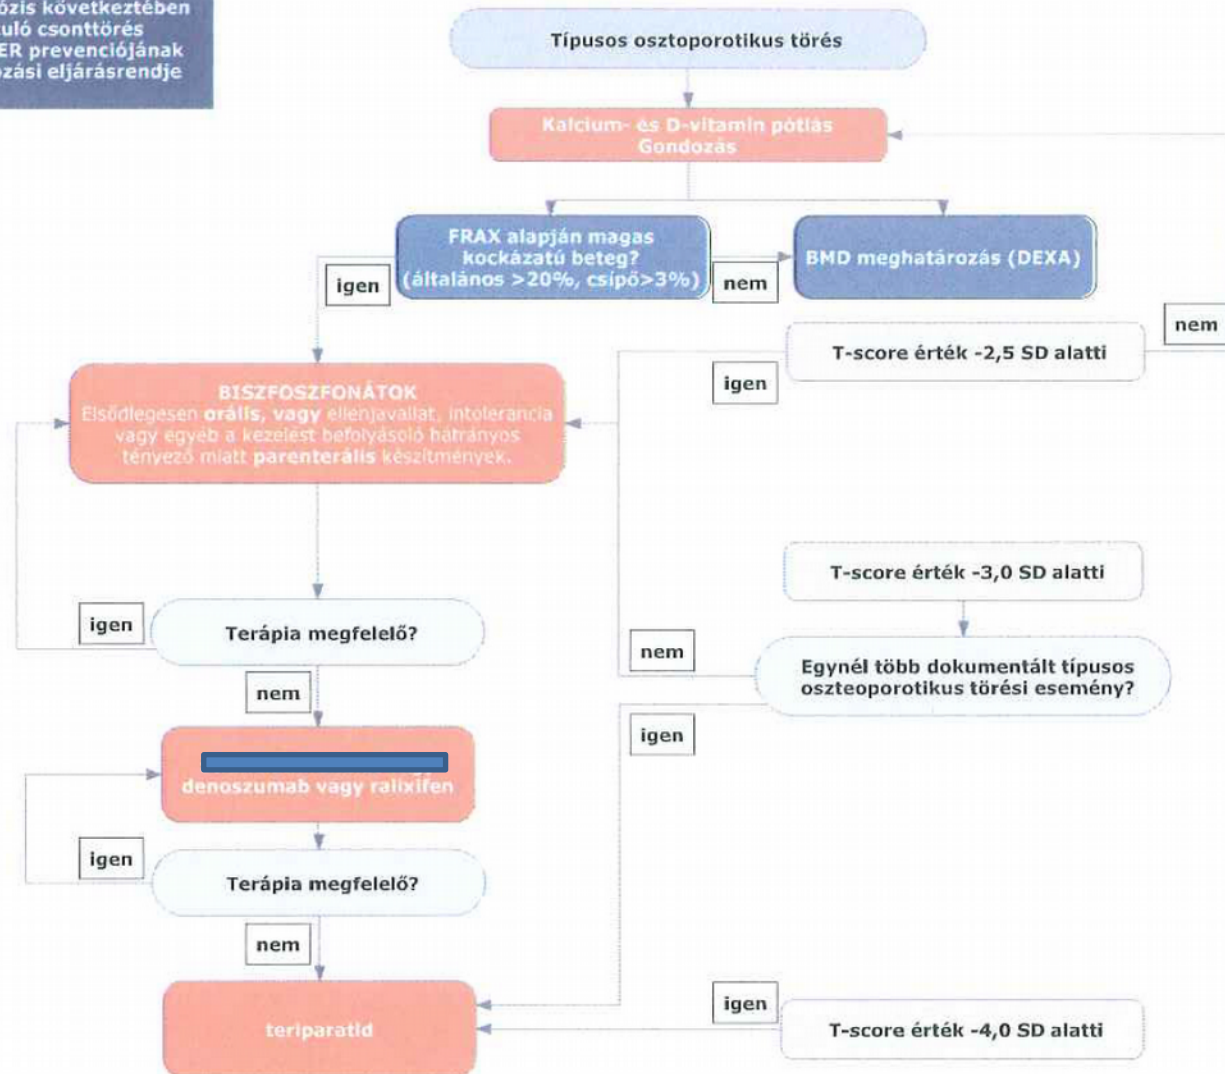 ózis következtében
uló csonttörés
ER prevenciójának
ozási eljárásrendje
Típusos osztoporotikus törés
Kalcium- és D-vitamin pótlás
Gondozás
FRAX alapján magas
kockázatú beteg?
(általános >20%, csípő>3%)
BMD meghatározás (DEXA)
igen
nem
nem
T-score érték -2,5 SD alatti
igen
BISZFOSZFONÁTOK
Elsődlegesen orális, vagy ellenjavallat, intolerancia
vagy egyéb a kezelést befolyásoló hátrányos
tényező miatt parenterális készítmények.
T-score érték -3,0 SD alatti
igen
Terápia megfelelő?
nem
Egynél több dokumentált típusos
oszteoporotikus törési esemény?
nem
igen
denoszumab vagy ralixifen
igen
Terápia megfelelő?
nem
teriparatid
igen
T-score érték -4,0 SD alatti